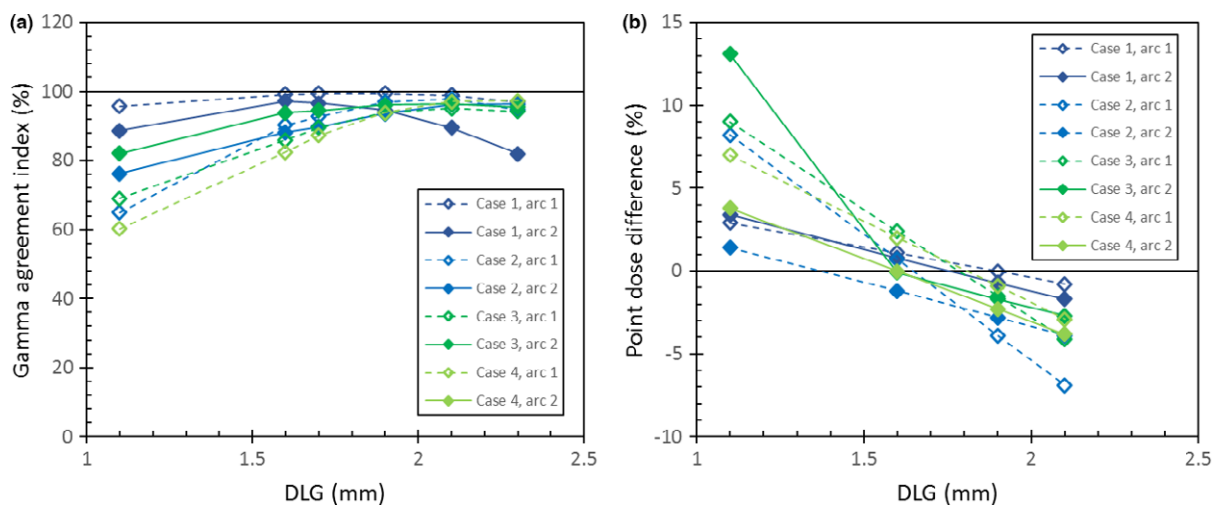 (a)
120
100
80
60
40
20
0
Gamma agreement index (%)
1
1.5
2
2.5
DLG (mm)
Case 1, arc 1
Case 1, arc 2
Case 2, arc 1
Case 2, arc 2
Case 3, arc 1
Case 3, arc 2
Case 4, arc 1
Case 4, arc 2
(b)
15
10
5
0
-5
-10
Point dose difference (%)
1
1.5
2
2.5
DLG (mm)
Case 1, arc 1
Case 1, arc 2
Case 2, arc 1
Case 2, arc 2
Case 3, arc 1
Case 3, arc 2
Case 4, arc 1
Case 4, arc 2